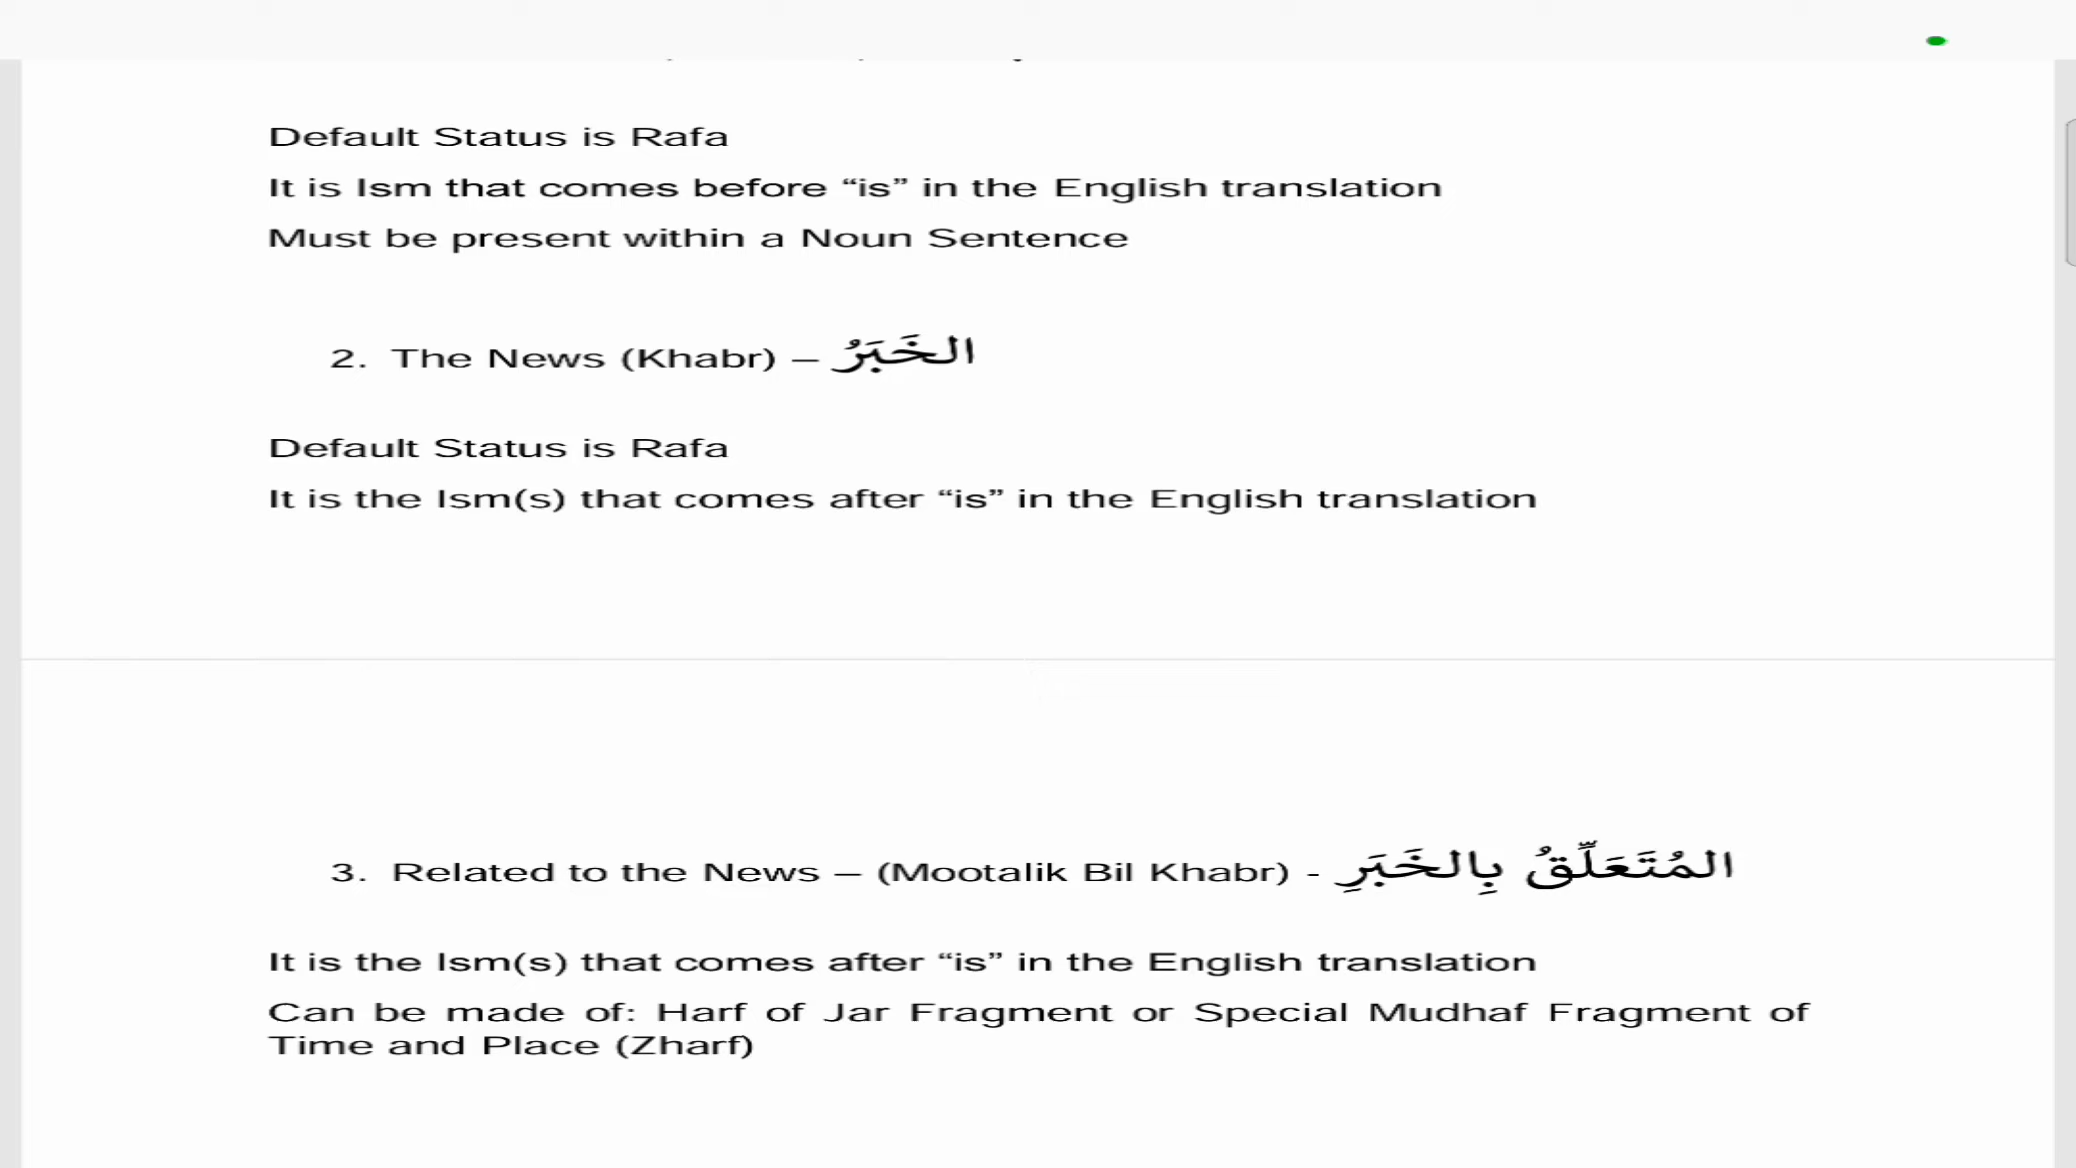 Default Status is Rafa
It is Ism that comes before “is” in the English translation
Must be present within a Noun Sentence
2. The News (Khabr) – الخَبَرُ
Default Status is Rafa
It is the Ism(s) that comes after “is” in the English translation
3. Related to the News – (Mootalik Bil Khabr) - المُتَعَلِّقُ بِالخَبَرِ
It is the Ism(s) that comes after “is” in the English translation
Can be made of: Harf of Jar Fragment or Special Mudhaf Fragment of
Time and Place (Zharf)